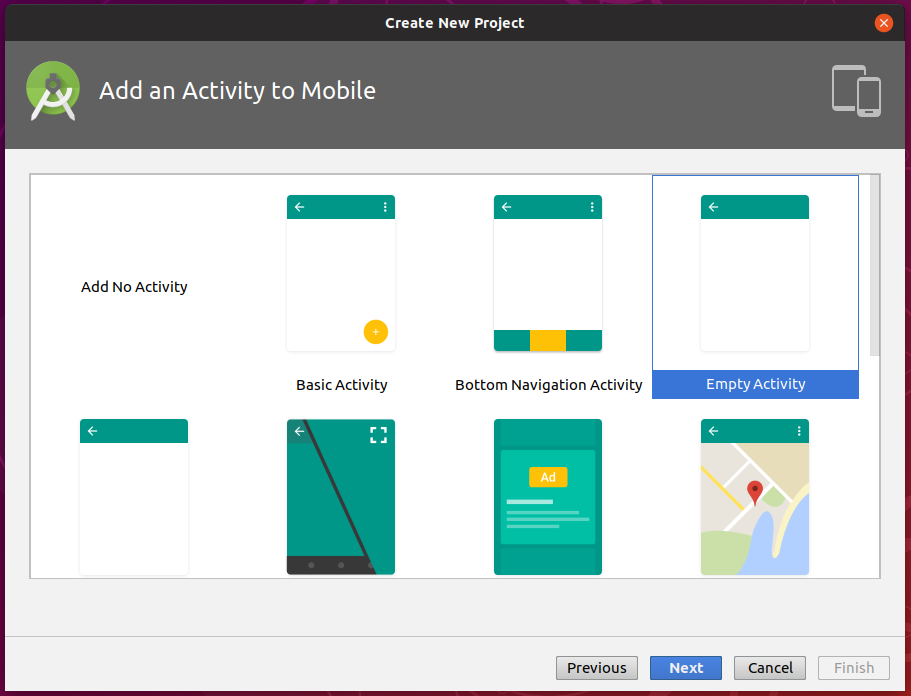 Create New Project
Add an Activity to Mobile
Add No Activity
Basic Activity
Bottom Navigation Activity
Empty Activity
Ad
Previous
Next
Cancel
Finish